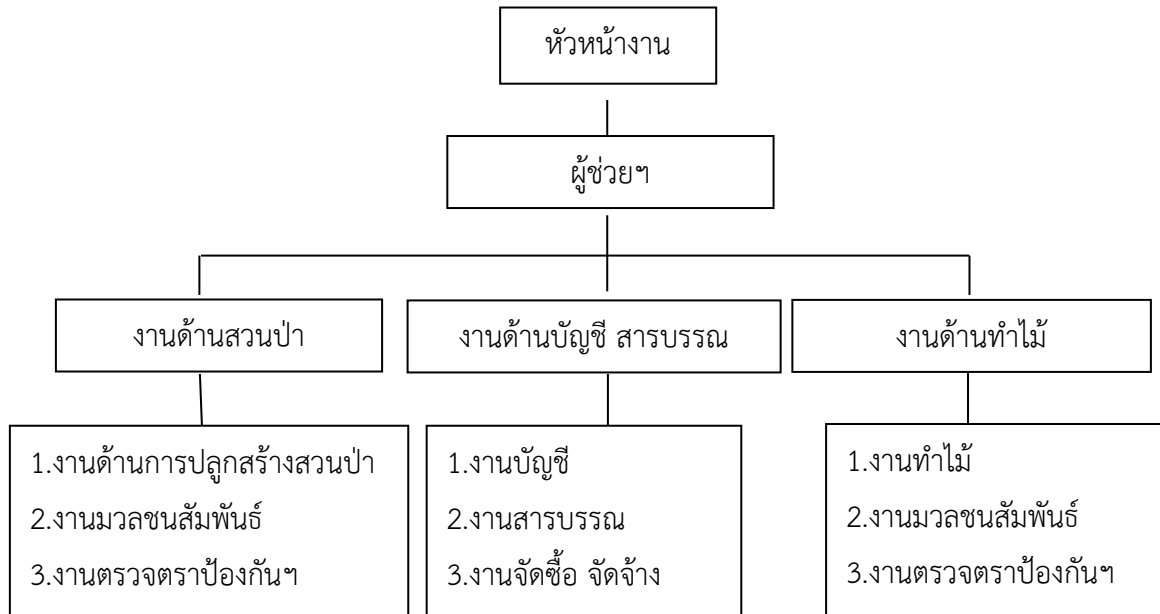 หัวหน้างาน
ผู้ช่วยฯ
งานด้านสวนป่า
งานด้านบัญชี สารบรรณ
งานด้านทำไม้
1.งานด้านการปลูกสร้างสวนป่า
2.งานมวลชนสัมพันธ์
3.งานตรวจตราป้องกันฯ
1.งานบัญชี
2.งานสารบรรณ
3.งานจัดซื้อ จัดจ้าง
1.งานทำไม้
2.งานมวลชนสัมพันธ์
3.งานตรวจตราป้องกันฯ